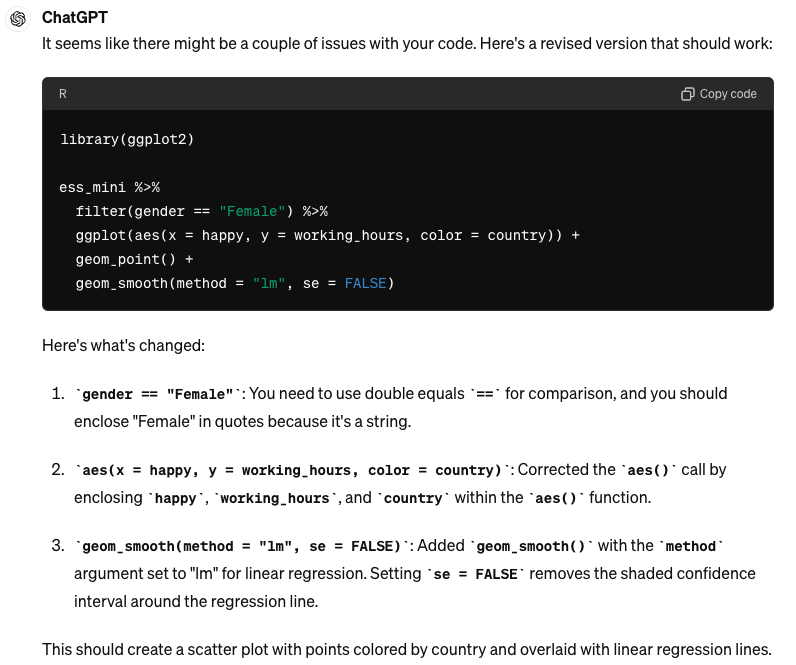 ChatGPT
It seems like there might be a couple of issues with your code. Here's a revised version that should work:
R
Copy code
library(ggplot2)
ess_mini %>%
filter(gender == "Female") %>%
ggplot(aes(x = happy, y = working_hours, color = country)) +
geom_point() +
geom_smooth(method = "lm", se = FALSE)
Here's what's changed:
1. `gender == "Female"`: You need to use double equals `==` for comparison, and you should
enclose "Female" in quotes because it's a string.
2. `aes(x = happy, y = working_hours, color = country)`: Corrected the `aes()` call by
enclosing `happy`, `working_hours`, and `country` within the `aes()` function.
3. `geom_smooth(method = "lm", se = FALSE)`: Added `geom_smooth()` with the `method`
argument set to "lm" for linear regression. Setting `se = FALSE` removes the shaded confidence
interval around the regression line.
This should create a scatter plot with points colored by country and overlaid with linear regression lines.